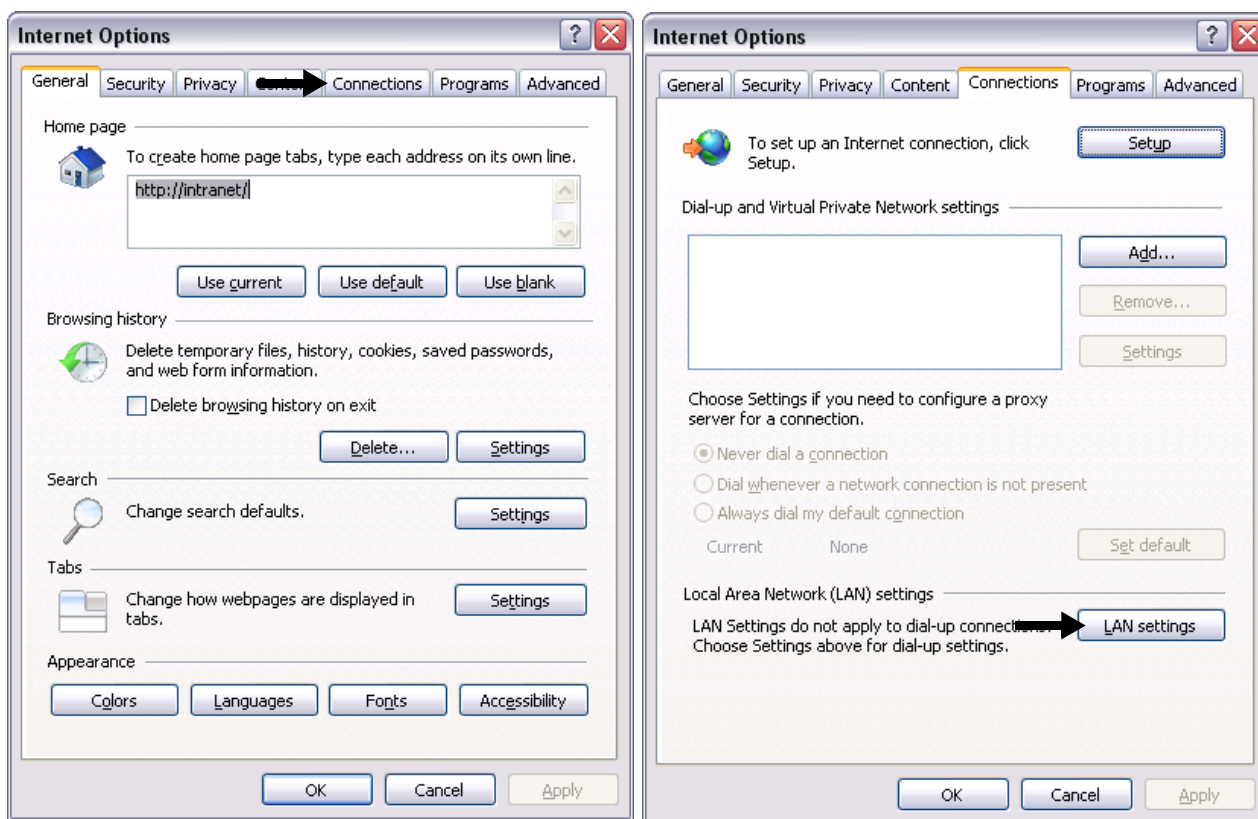 Internet Options
General Security Privacy Connections Programs Advanced
Home page
To create home page tabs, type each address on its own line.
http://intranet/
Use current Use default Use blank
Browsing history
Delete temporary files, history, cookies, saved passwords,
and web form information.
Delete browsing history on exit
Delete... Settings
Search
Change search defaults.
Settings
Tabs
Change how webpages are displayed in
tabs.
Settings
Appearance
Colors Languages Fonts Accessibility
OK Cancel Apply
Internet Options
General Security Privacy Content Connections Programs Advanced
To set up an Internet connection, click
Setup.
Setup
Dial-up and Virtual Private Network settings
Add...
Remove...
Settings
Choose Settings if you need to configure a proxy
server for a connection.
Never dial a connection
Dial whenever a network connection is not present
Always dial my default connection
Current None
Set default
Local Area Network (LAN) settings
LAN Settings do not apply to dial-up connections.
Choose Settings above for dial-up settings.
LAN settings
OK Cancel Apply